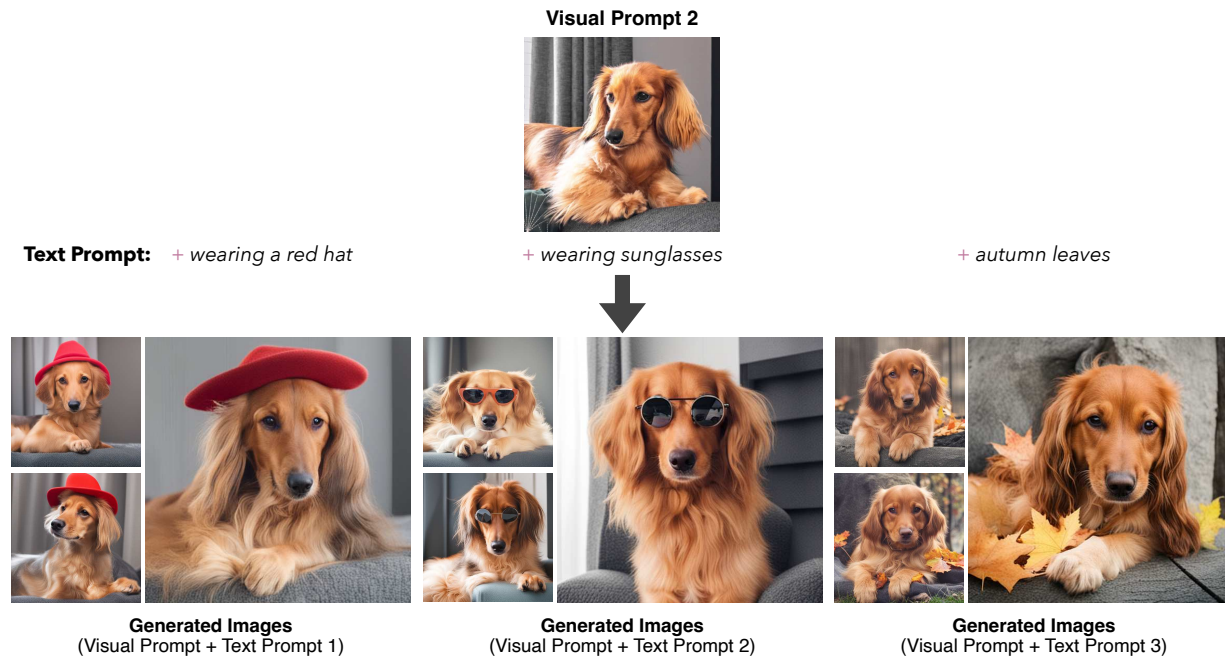 Visual Prompt 2
Text Prompt: + wearing a red hat + wearing sunglasses + autumn leaves
Generated Images Generated Images Generated Images
(Visual Prompt + Text Prompt 1) (Visual Prompt + Text Prompt 2) (Visual Prompt + Text Prompt 3)